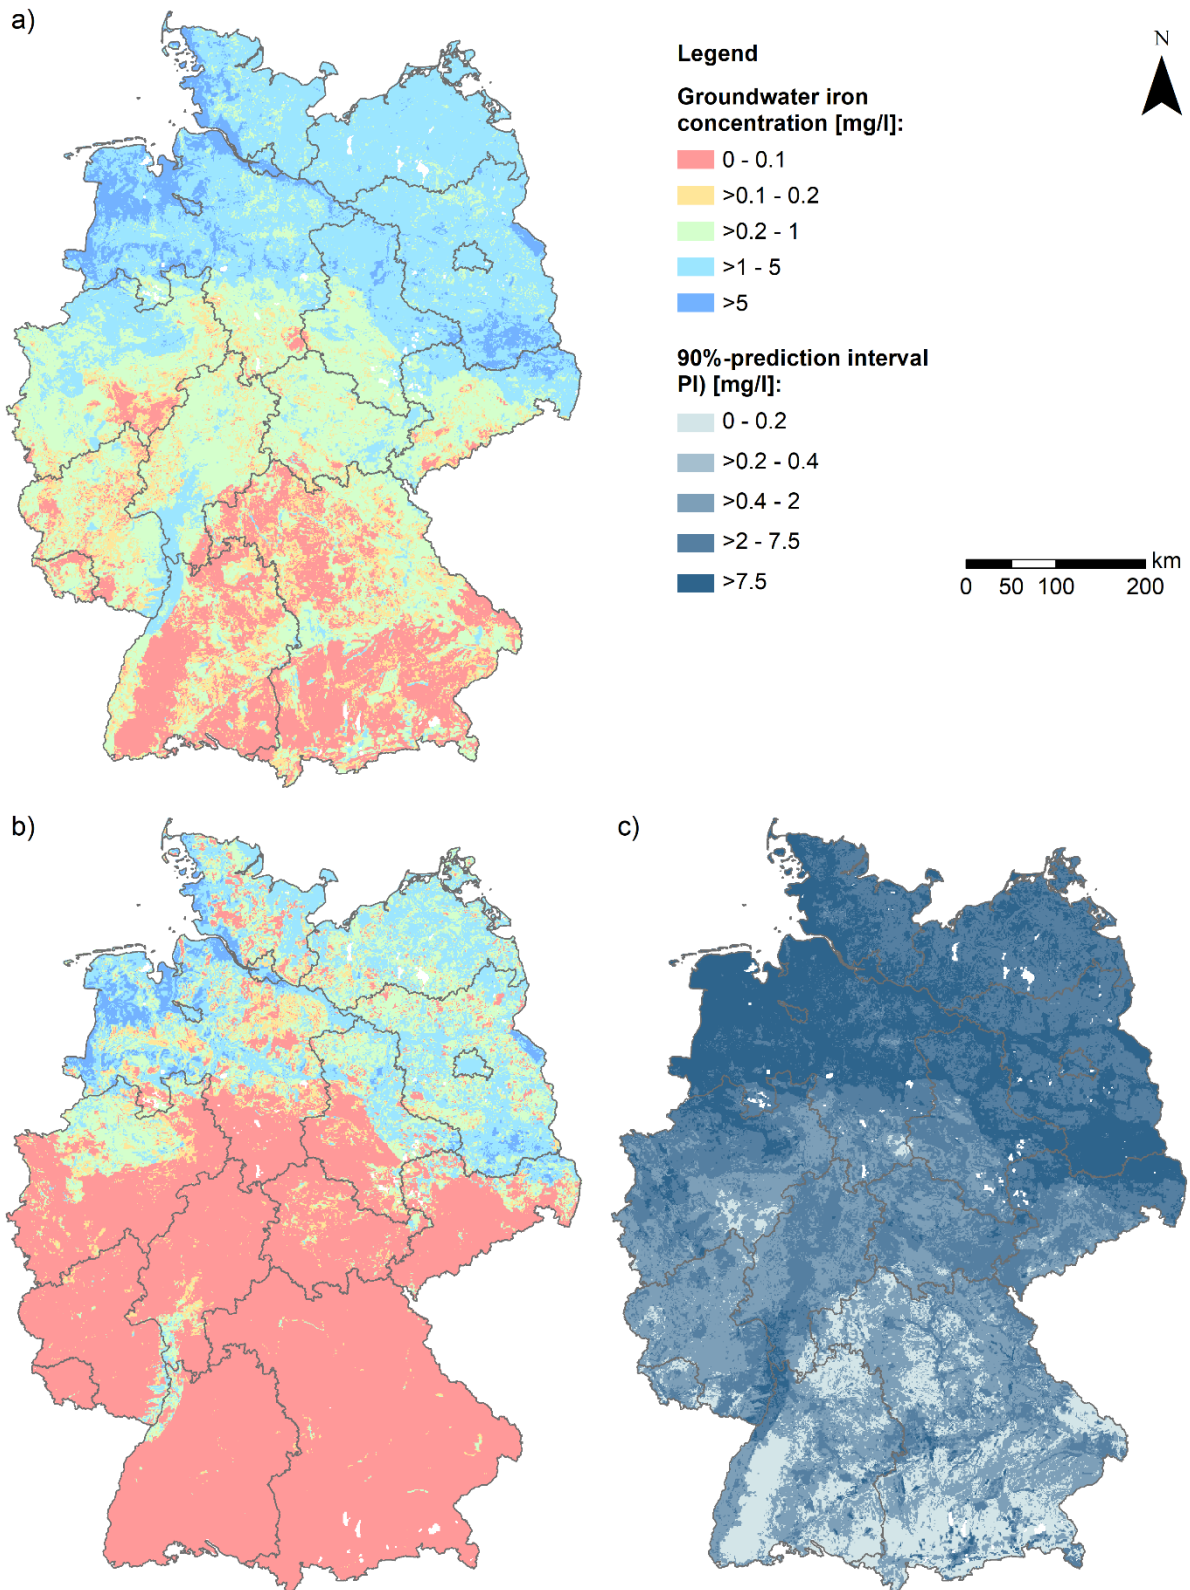 a)
N
Legend
Groundwater iron
concentration [mg/l]:
0 - 0.1
>0.1 - 0.2
>0.2 - 1
>1 - 5
>5
90%-prediction interval
PI) [mg/l]:
0 - 0.2
>0.2 - 0.4
>0.4 - 2
>2 - 7.5
>7.5
km
0 50 100 200
b)
c)